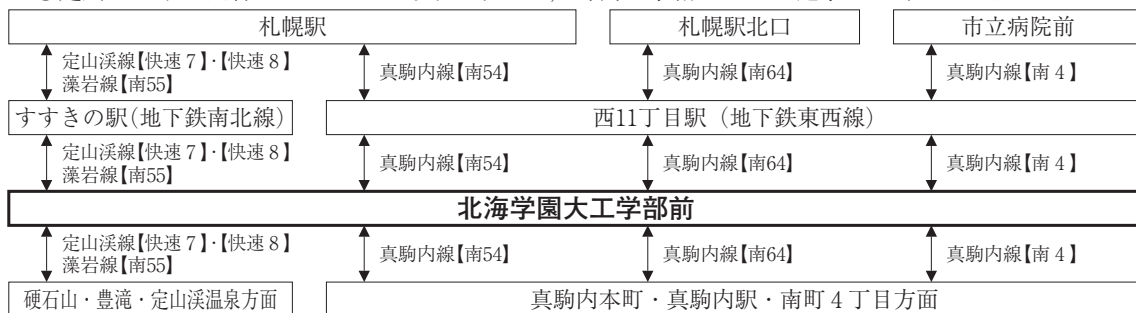 札幌駅 札幌駅北口 市立病院前
定山渓線【快速7】・【快速8】
藻岩線【南55】
真駒内線【南54】 真駒内線【南64】 真駒内線【南4】
すすきの駅(地下鉄南北線) 西11丁目駅(地下鉄東西線)
定山渓線【快速7】・【快速8】
藻岩線【南55】
真駒内線【南54】 真駒内線【南64】 真駒内線【南4】
北海学園大工学部前
定山渓線【快速7】・【快速8】
藻岩線【南55】
真駒内線【南54】 真駒内線【南64】 真駒内線【南4】
硬石山・豊滝・定山渓温泉方面 真駒内本町・真駒内駅・南町4丁目方面